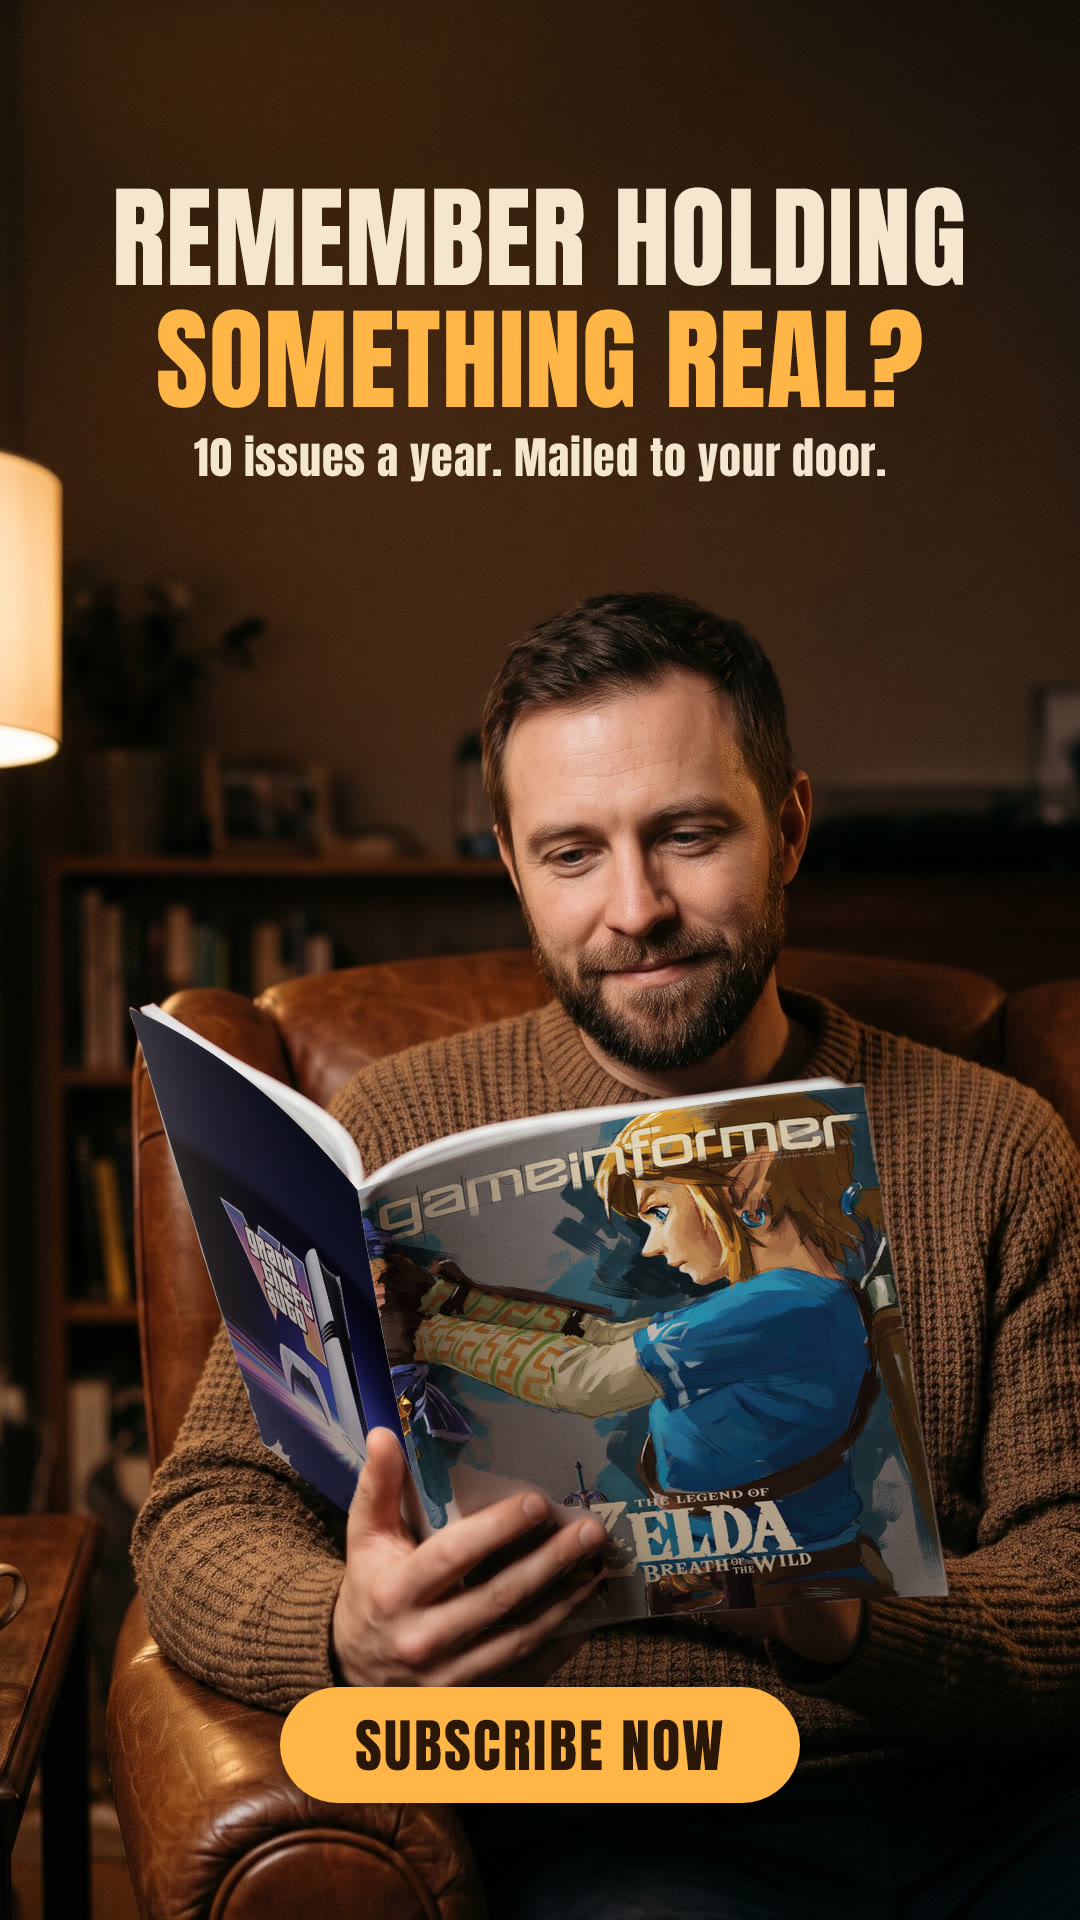 REMEMBER HOLDING
SOMETHING REAL?
10 issues a year. Mailed to your door.
gameinformer
grand
theft
auto
VI
THE LEGEND OF
ZELDA
BREATH OF THE WILD
SUBSCRIBE NOW